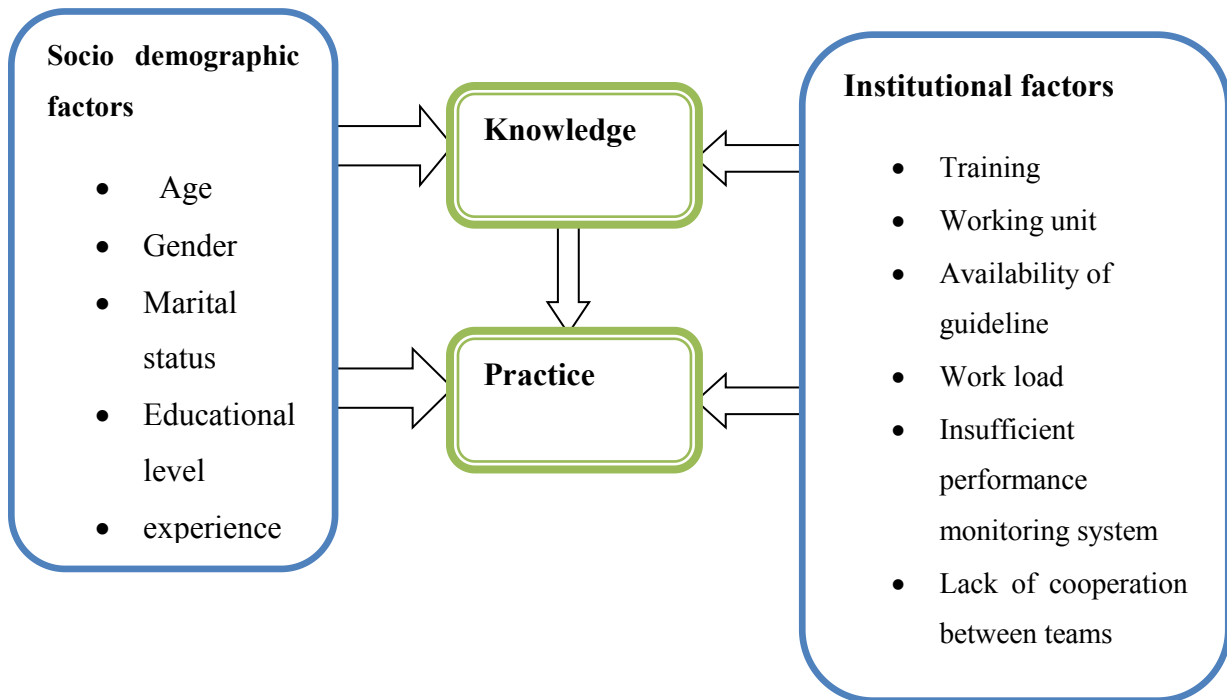 Socio demographic
factors
• Age
• Gender
• Marital
status
• Educational
level
• experience
Knowledge
Practice
Institutional factors
• Training
• Working unit
• Availability of
guideline
• Work load
• Insufficient
performance
monitoring system
• Lack of cooperation
between teams